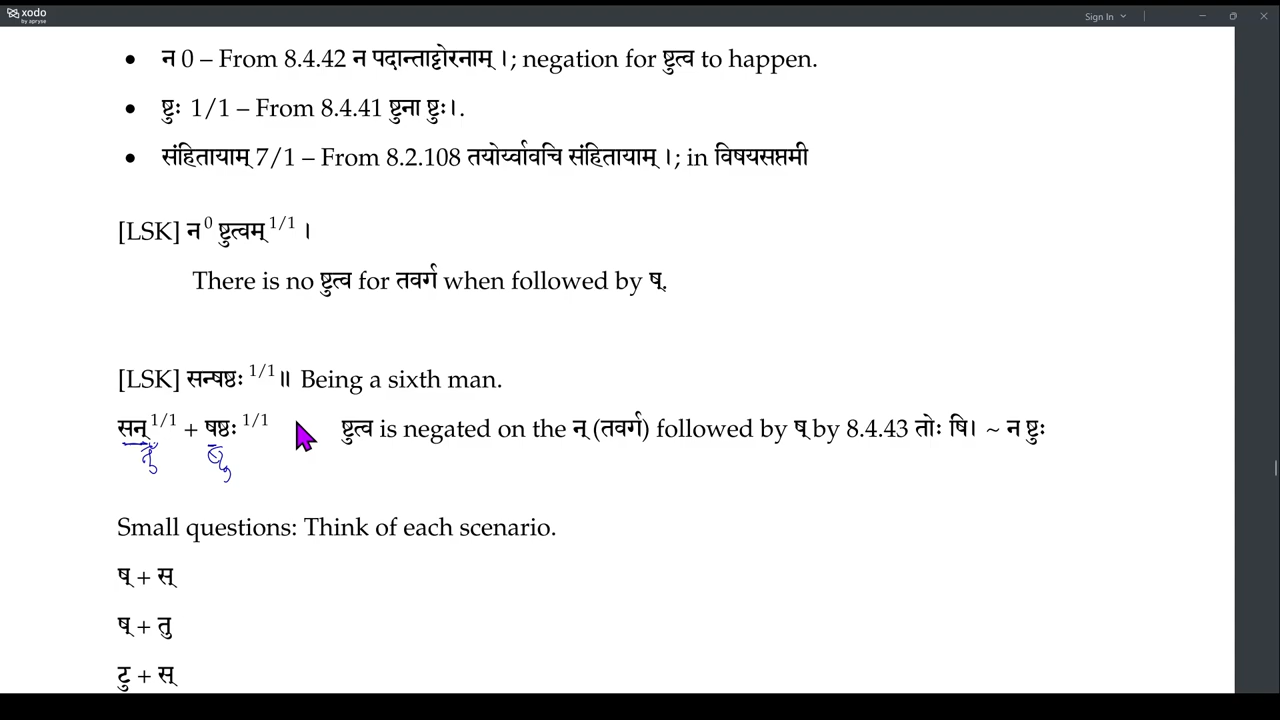 xodo
by apryse
Sign In
• न 0 – From 8.4.42 न पदान्ताट्टोरनाम् । ; negation for ष्टुत्व to happen.
• ष्टुः 1/1 – From 8.4.41 ष्टुना ष्टुः।.
• संहितायाम् 7/1 – From 8.2.108 तयोर्य्वावचि संहितायाम् । ; in विषयसप्तमी
[LSK] न 0 ष्टुत्वम् 1/1 ।
There is no ष्टुत्व for तवर्ग when followed by ष्.
[LSK] सन्षष्ठः 1/1 ॥ Being a sixth man.
सन् 1/1 + षष्ठः 1/1 ष्टुत्व is negated on the न् (तवर्ग) followed by ष् by 8.4.43 तोः षि। ~ न ष्टुः
Small questions: Think of each scenario.
ष् + स्
ष् + तु
टु + स्